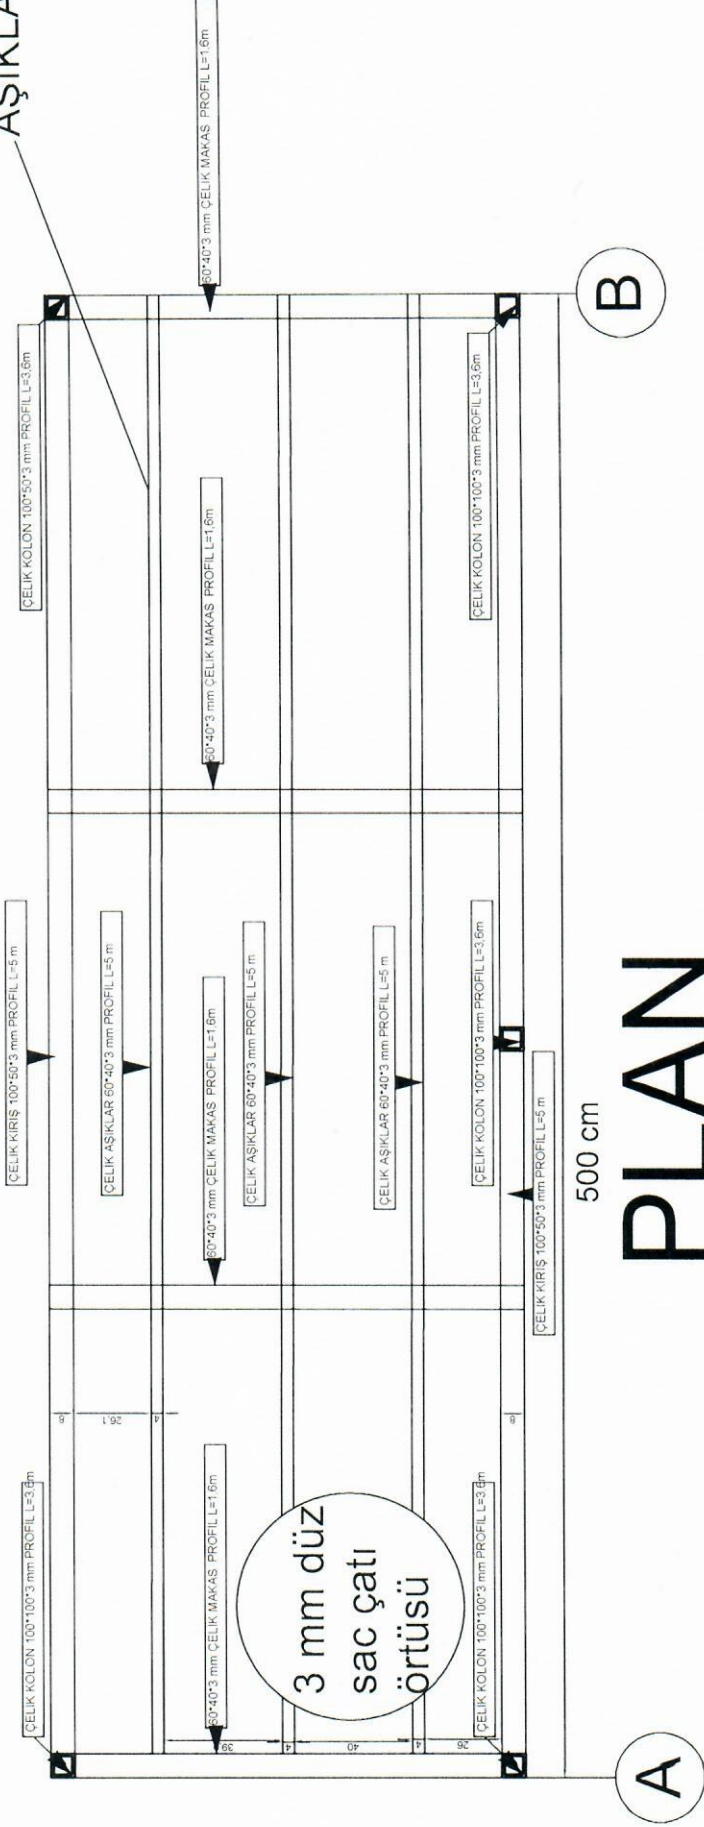 AŞIKLA
60*40*3 mm ÇELİK MAKAS PROFİL L=1.6m
ÇELİK KOLON 100*50*3 mm PROFİL L=3,6m
60*40*3 mm ÇELİK MAKAS PROFİL L=1,6m
ÇELİK KOLON 100*100*3 mm PROFİL L=3,6m
B
ÇELİK KİRİŞ 100*50*3 mm PROFİL L=5 m
ÇELİK AŞIKLAR 60*40*3 mm PROFİL L=5 m
60*40*3 mm ÇELİK MAKAS PROFİL L=1.6m
ÇELİK AŞIKLAR 60*40*3 mm PROFİL L=5 m
ÇELİK AŞIKLAR 60*40*3 mm PROFİL L=5 m
ÇELİK KOLON 100*100*3 mm PROFİL L=3,6m
ÇELİK KİRİŞ 100*50*3 mm PROFİL L=5 m
500 cm
PLAN
ÇELİK KOLON 100*100*3 mm PROFİL L=3,6m
26,1
4
60*40*3 mm ÇELİK MAKAS PROFİL L=1.6m
3 mm düz
sac çatı
örtüsü
39
4
40
4
26
ÇELİK KOLON 100*100*3 mm PROFİL L=3,6m
A